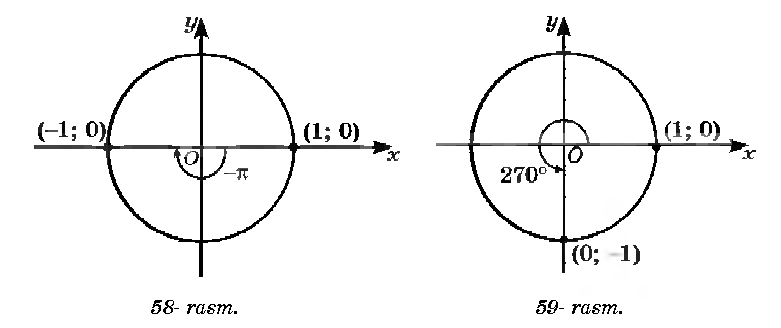 y
(–1; 0)
(1; 0)
O
x
–π
58- rasm.
y
(1; 0)
O
x
270°
(0; –1)
59- rasm.